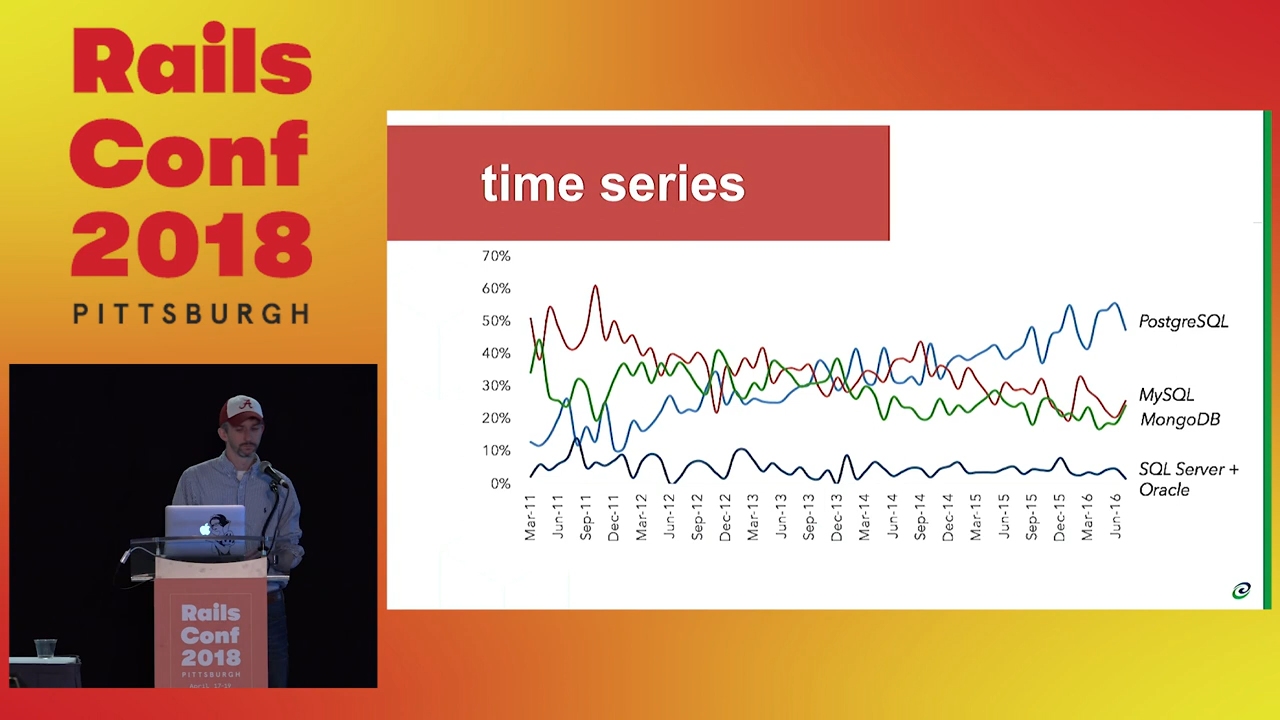 Rails
Conf
2018
PITTSBURGH
time series
70%
60%
50%
40%
30%
20%
10%
0%
Mar-11
Jun-11
Sep-11
Dec-11
Mar-12
Jun-12
Sep-12
Dec-12
Mar-13
Jun-13
Sep-13
Dec-13
Mar-14
Jun-14
Sep-14
Dec-14
Mar-15
Jun-15
Sep-15
Dec-15
Mar-16
Jun-16
PostgreSQL
MySQL
MongoDB
SQL Server +
Oracle
A
Rails
Conf
2018
PITTSBURGH
April 17-19